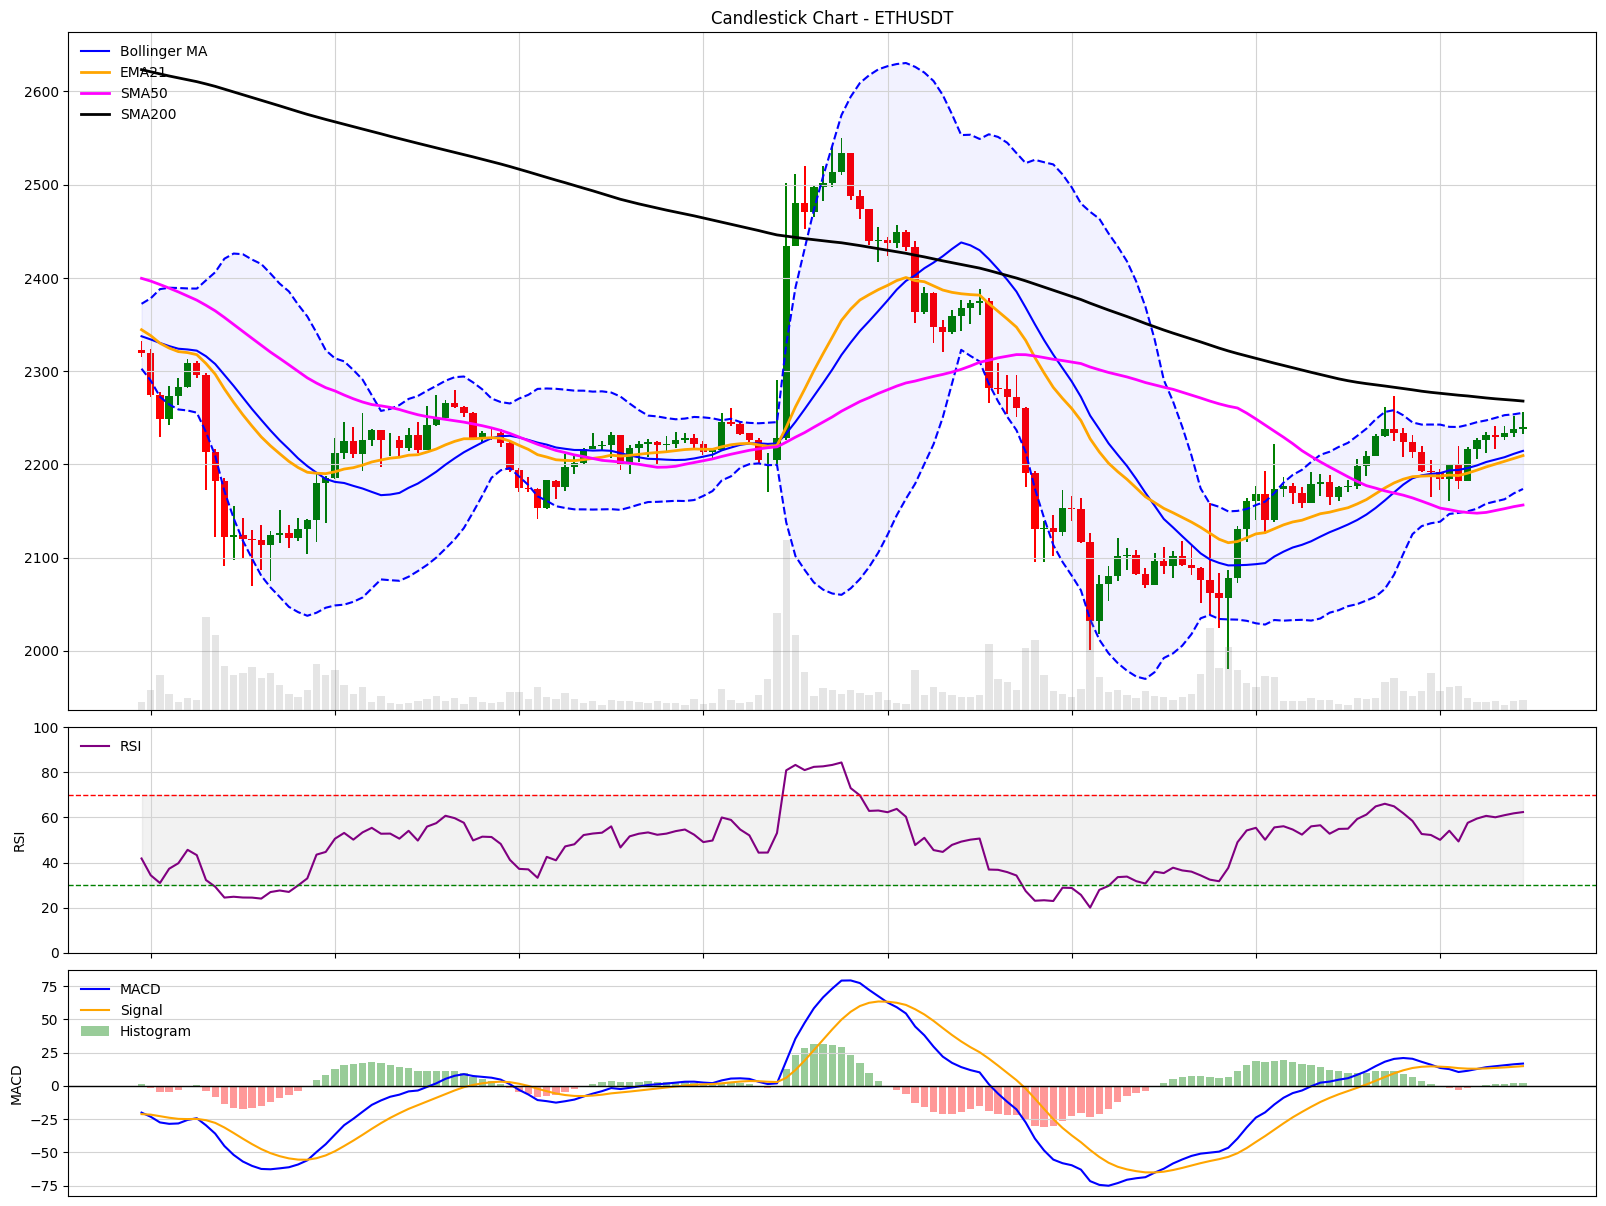 Candlestick Chart - ETHUSDT
Bollinger MA
EMA21
SMA50
SMA200
2600
2500
2400
2300
2200
2100
2000
100
80
60
40
20
0
RSI
RSI
75
50
25
0
−25
−50
−75
MACD
MACD
Signal
Histogram